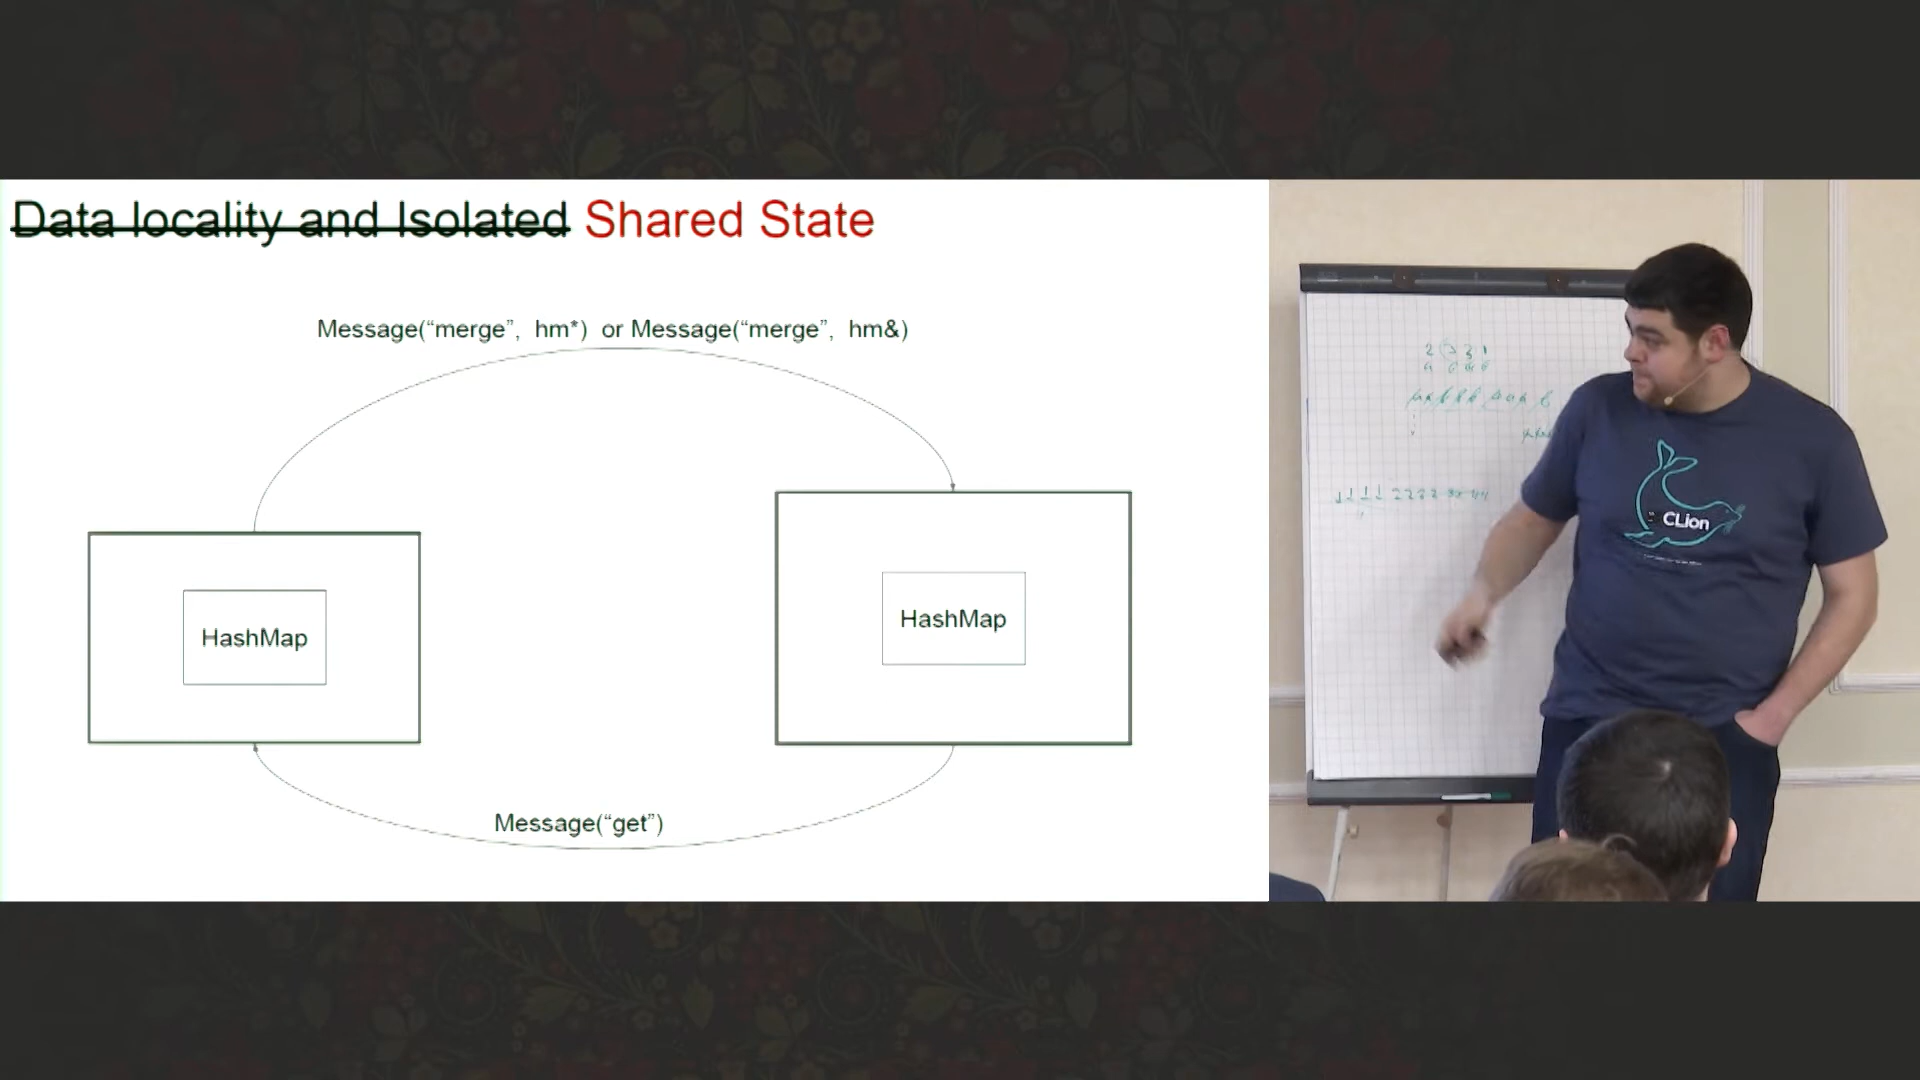 Data locality and Isolated Shared State
Message(“merge”, hm*) or Message(“merge”, hm&)
HashMap
HashMap
Message(“get”)
CLion